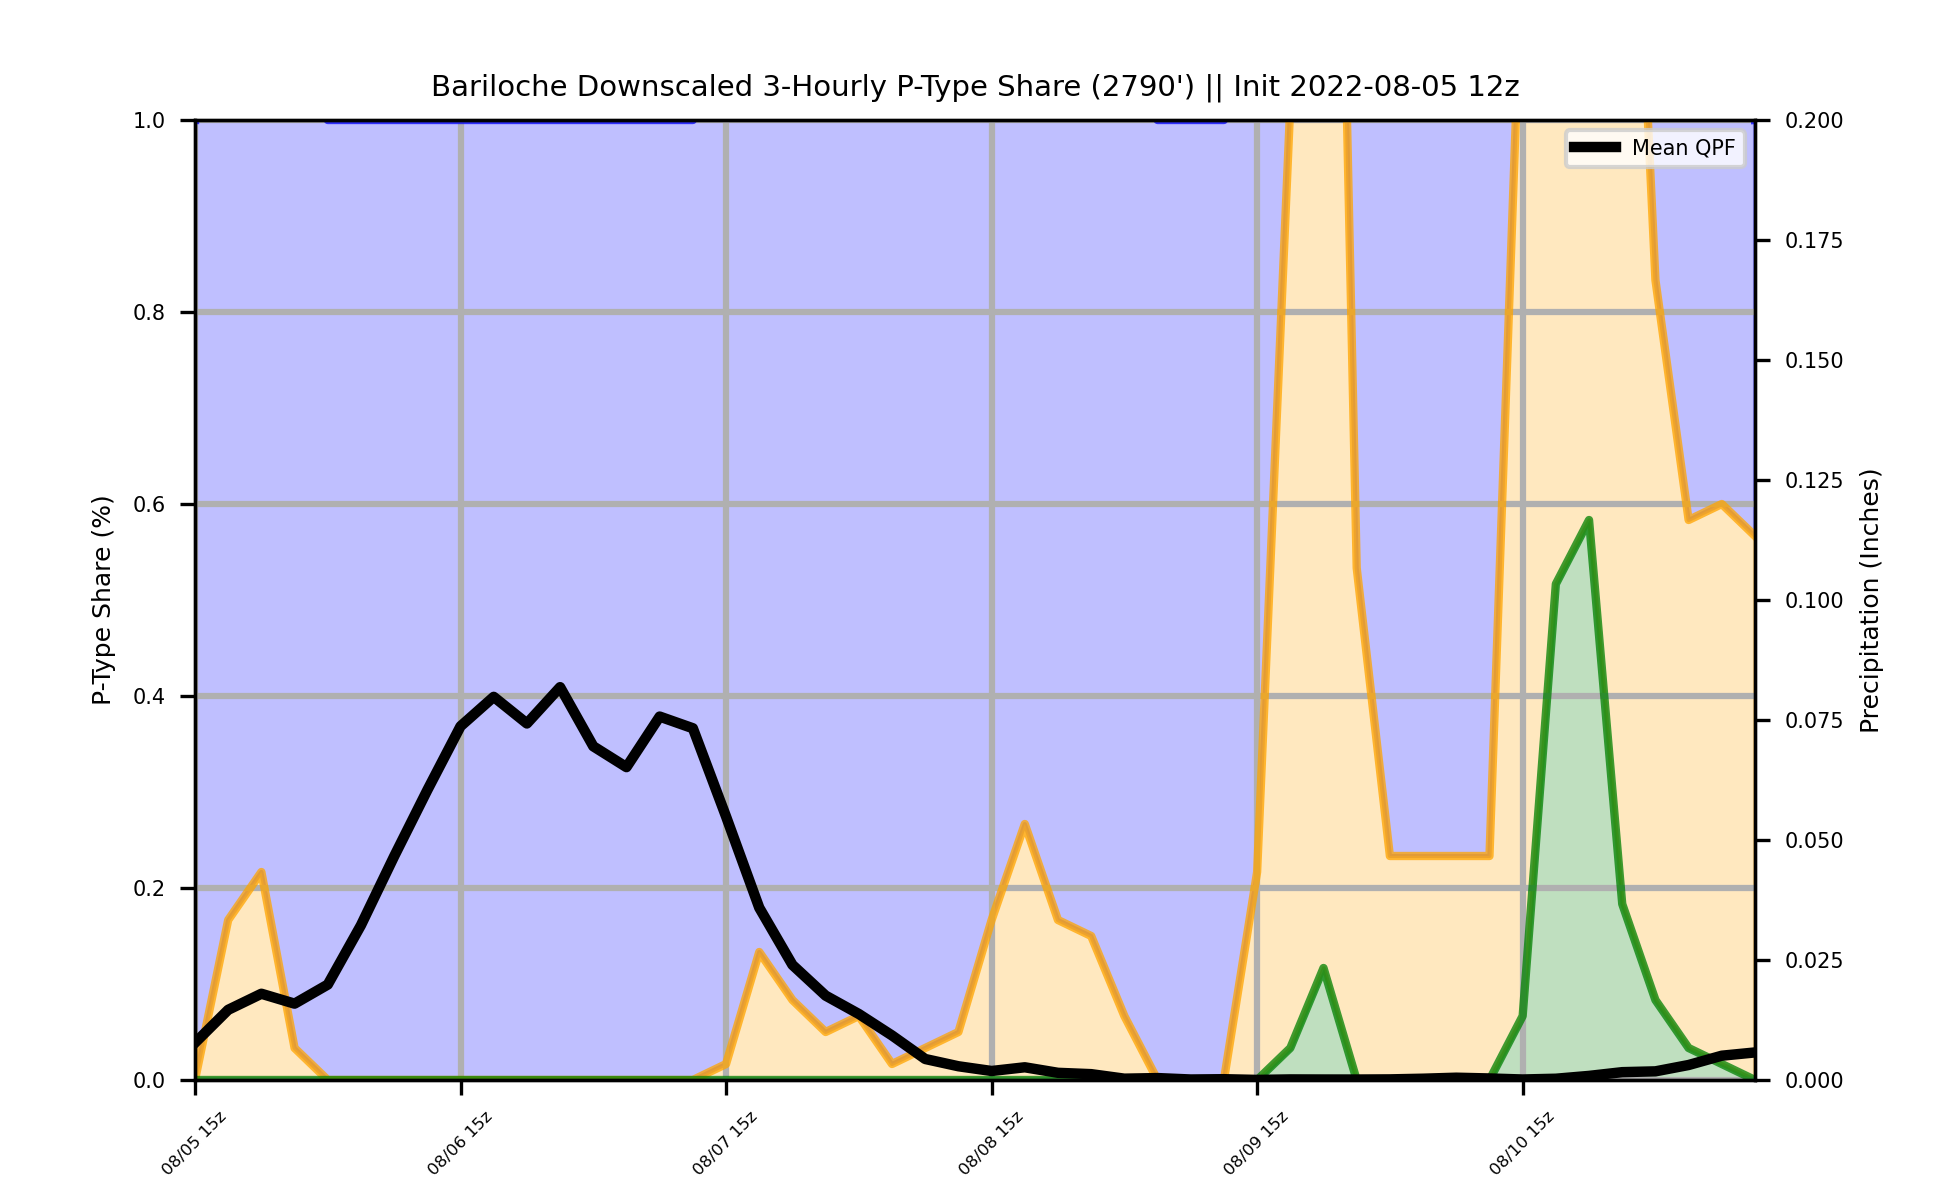 Bariloche Downscaled 3-Hourly P-Type Share (2790') || Init 2022-08-05 12z
Mean QPF
P-Type Share (%)
1.0
0.8
0.6
0.4
0.2
0.0
0.200
0.175
0.150
0.125
0.100
0.075
0.050
0.025
0.000
Precipitation (Inches)
08/05 15z
08/06 15z
08/07 15z
08/08 15z
08/09 15z
08/10 15z